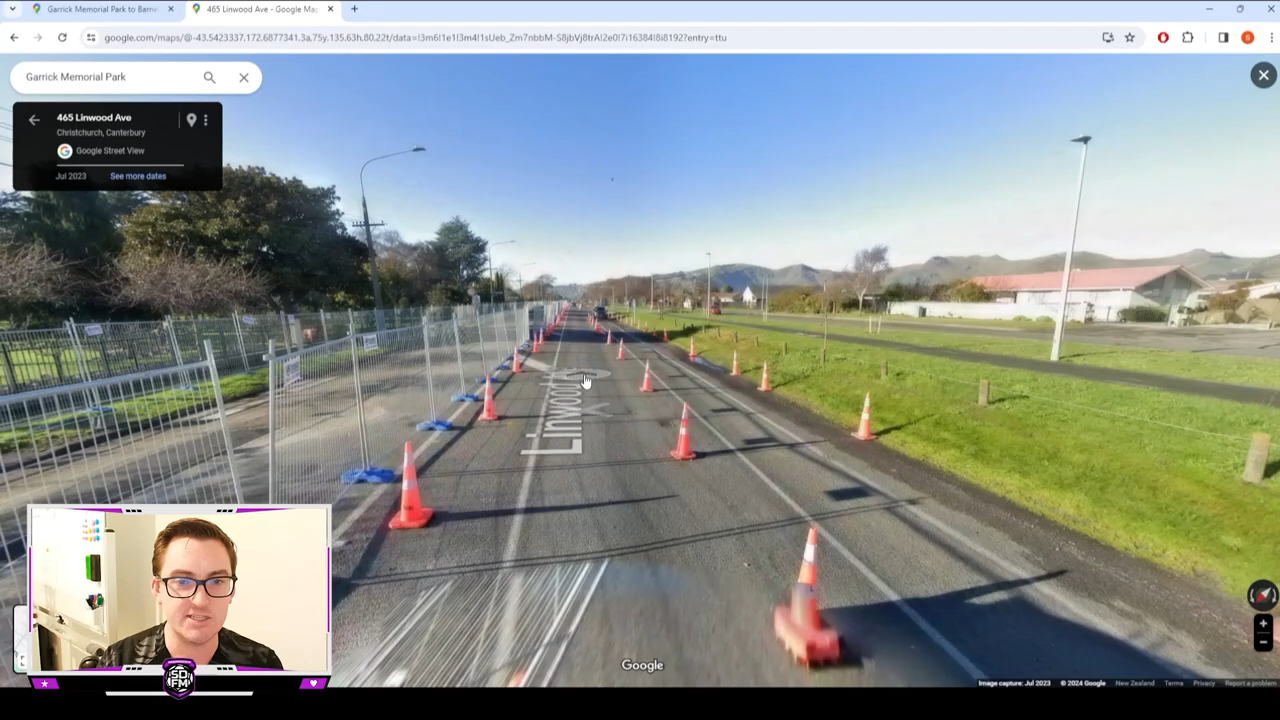 Garrick Memorial Park to Barne
465 Linwood Ave - Google Ma
google.com/maps/@-43.5423337,172.6877341,3a,75y,135.63h,80.22t/data=!3m6!1e1!3m4!1sUeb_Zm7nbbM-S8jbVj8trA!2e0!7i16384!8i8192?entry=ttu
S
Garrick Memorial Park
465 Linwood Ave
Christchurch, Canterbury
Google Street View
Jul 2023 See more dates
Linwood
SD
FM
Google
Image capture: Jul 2023 © 2024 Google New Zealand Terms Privacy Report a problem